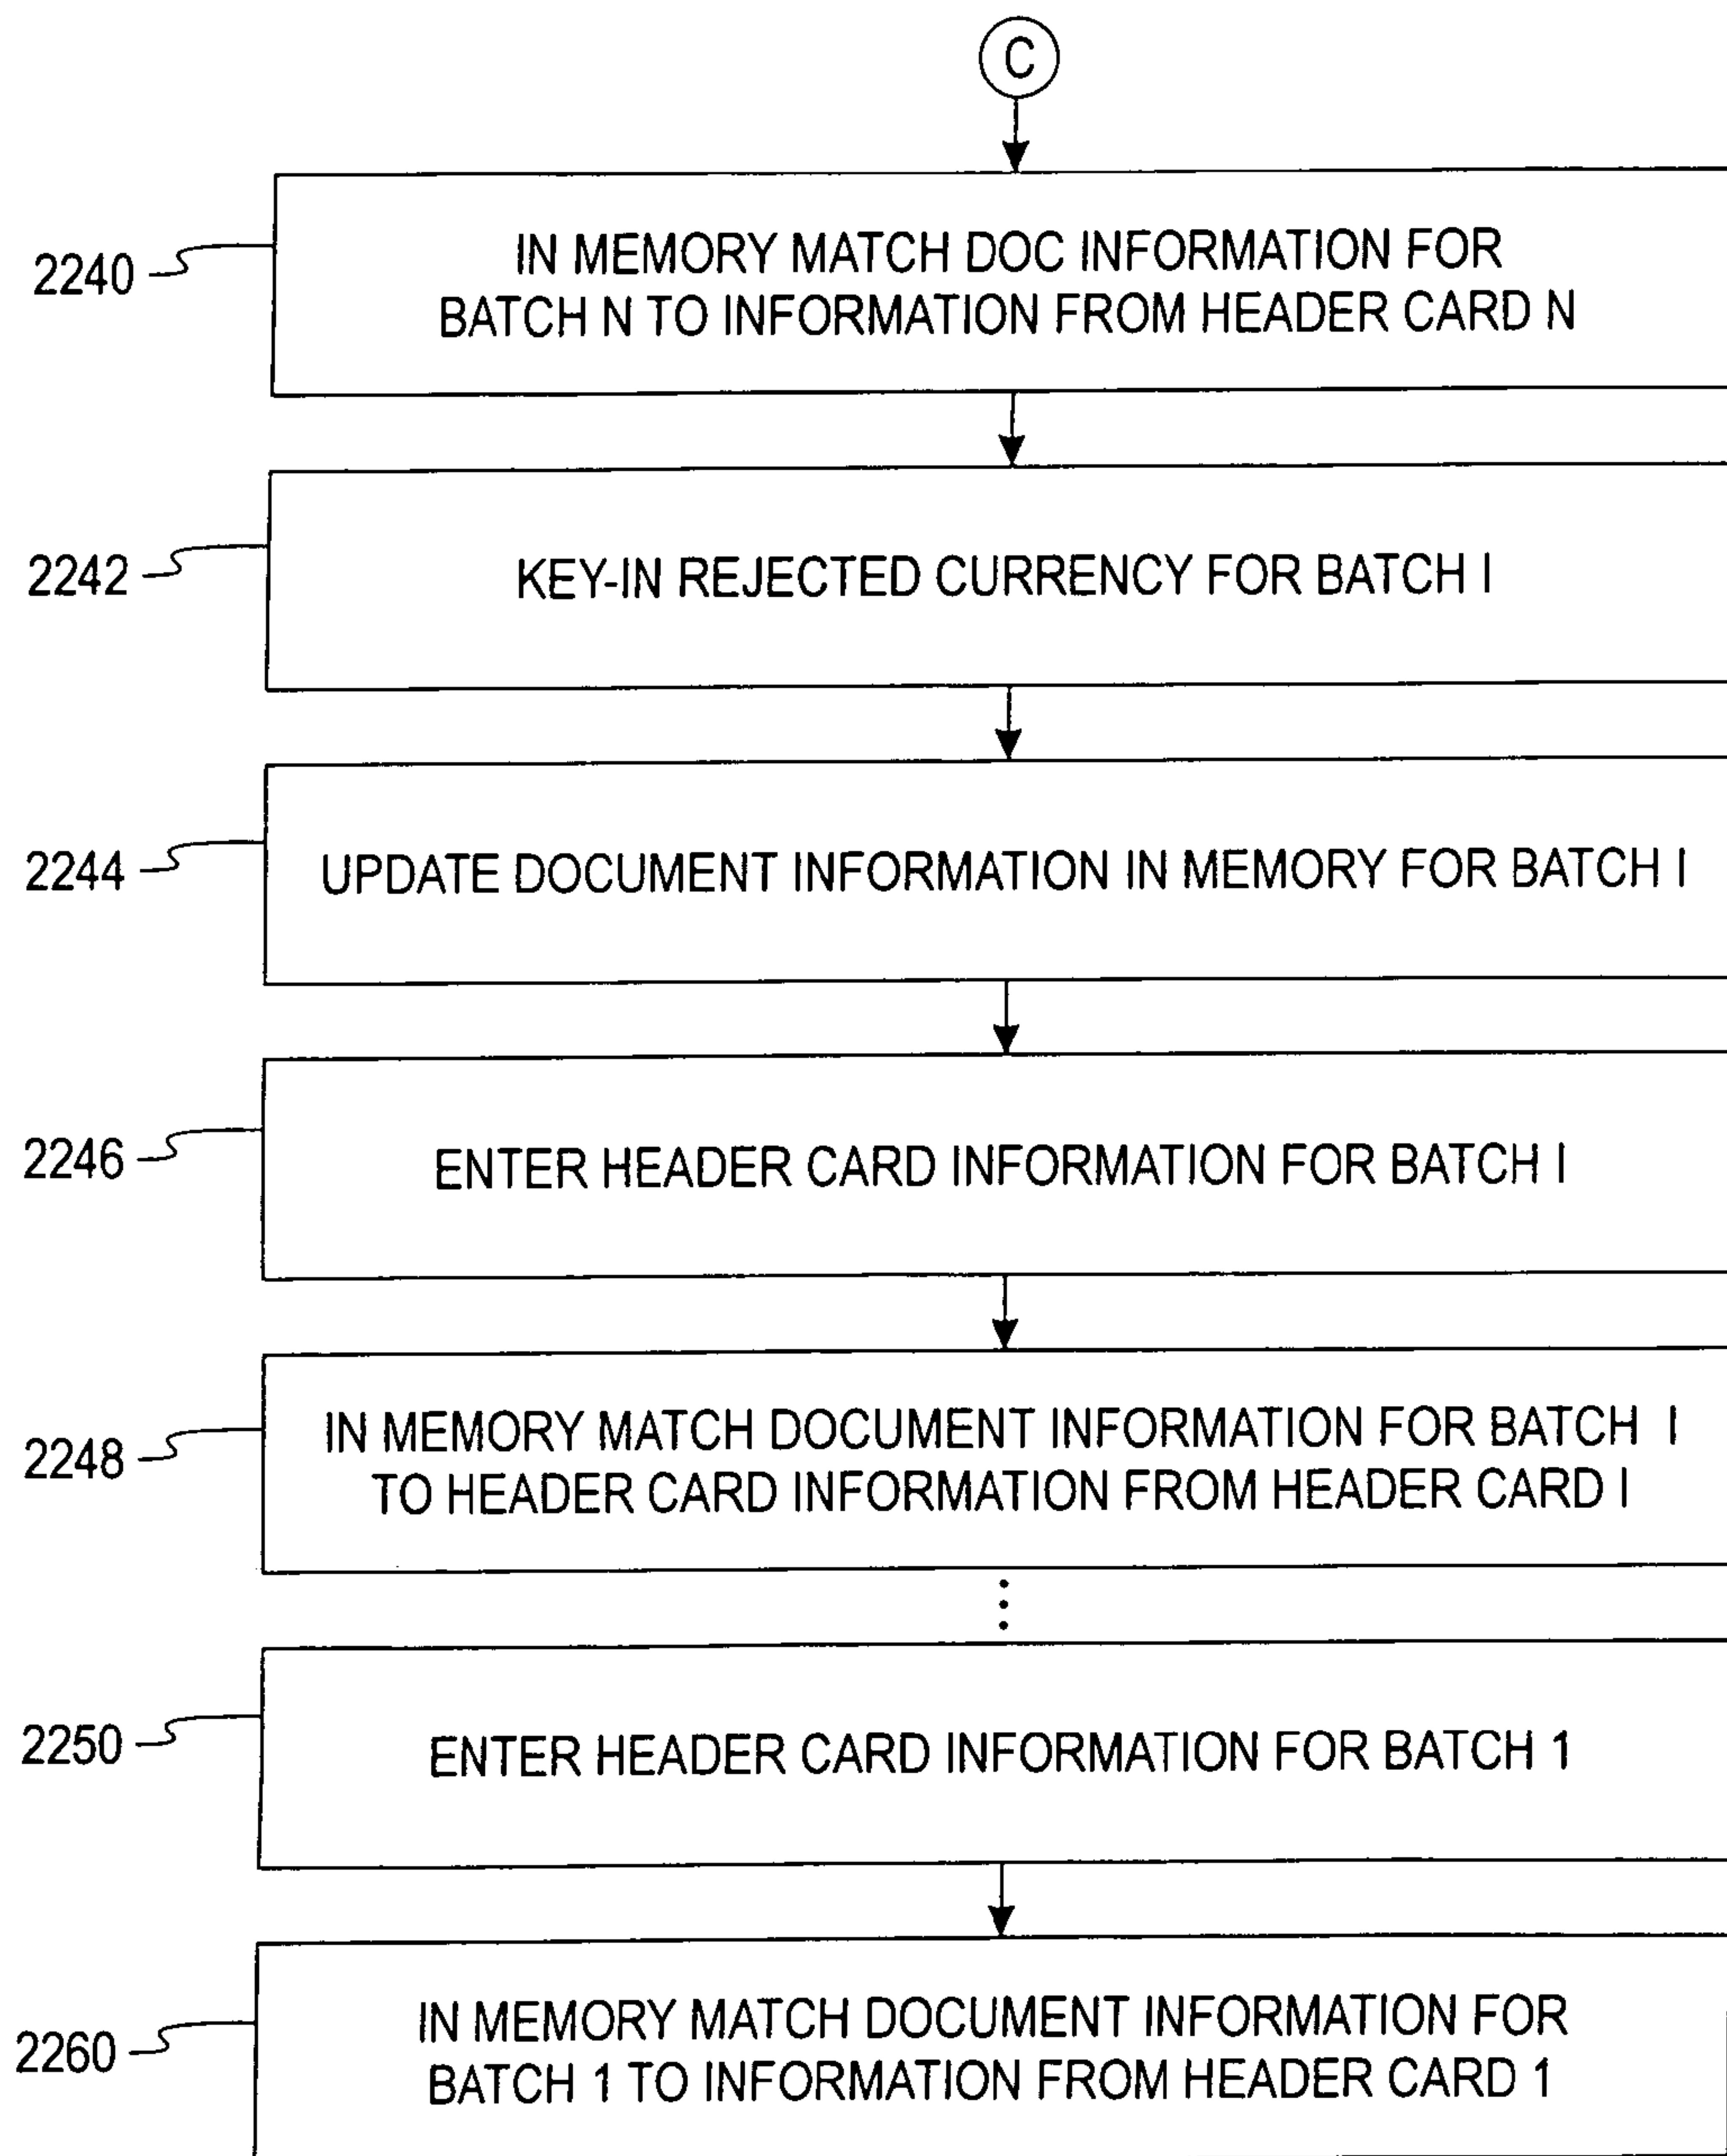 C
2240
IN MEMORY MATCH DOC INFORMATION FOR
BATCH N TO INFORMATION FROM HEADER CARD N
2242
KEY-IN REJECTED CURRENCY FOR BATCH I
2244
UPDATE DOCUMENT INFORMATION IN MEMORY FOR BATCH I
2246
ENTER HEADER CARD INFORMATION FOR BATCH I
2248
IN MEMORY MATCH DOCUMENT INFORMATION FOR BATCH I
TO HEADER CARD INFORMATION FROM HEADER CARD I
2250
ENTER HEADER CARD INFORMATION FOR BATCH 1
2260
IN MEMORY MATCH DOCUMENT INFORMATION FOR
BATCH 1 TO INFORMATION FROM HEADER CARD 1